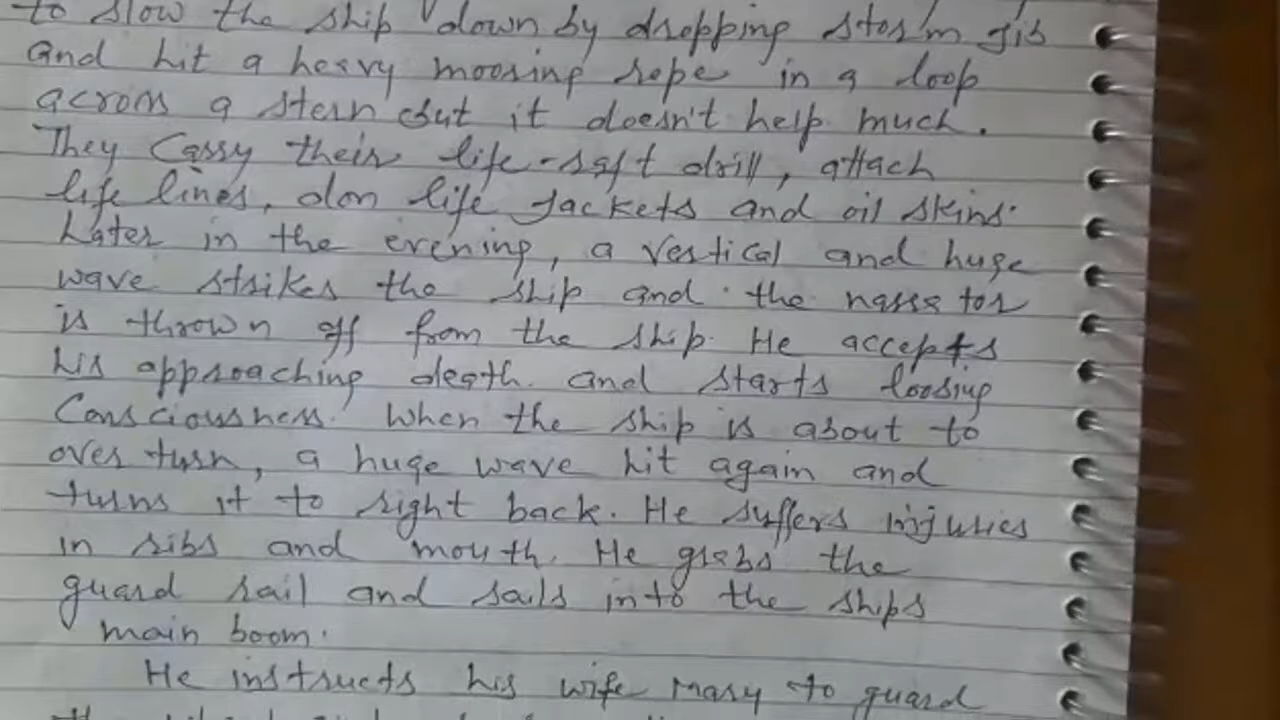 to slow the ship down by dropping storm jib
and hit a heavy mooring rope in a loop
across a stern but it doesn't help much.
They Carry their life-saft drill, attach
life lines, don life jackets and oil skins.
Later in the evening, a vertical and huge
wave strikes the ship and the narrator
is thrown off from the ship. He accepts
his approaching death. and starts loosing
Consciousness. When the ship is about to
over turn, a huge wave hit again and
turns it to right back. He suffers injuries
in ribs and mouth. He grabs the
guard rail and sails into the ships
main boom.
He instructs his wife Mary to guard